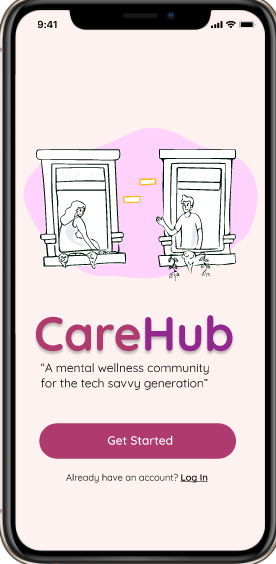 9:41
CareHub
“A mental wellness community
for the tech savvy generation”
Get Started
Already have an account? Log In